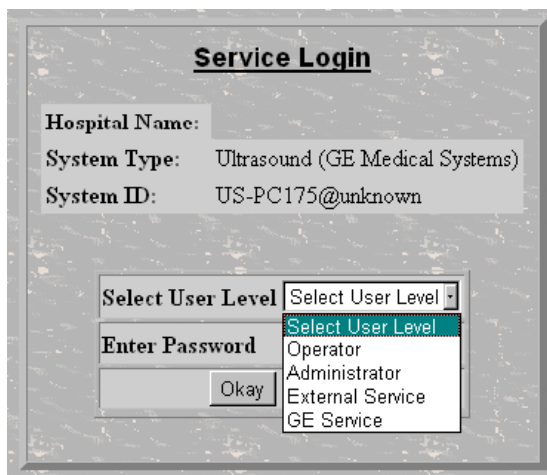 Service Login
Hospital Name:
System Type: Ultrasound (GE Medical Systems)
System ID: US-PC175@unknown
Select User Level Select User Level
Select User Level
Enter Password
Operator
Administrator
Okay
External Service
GE Service